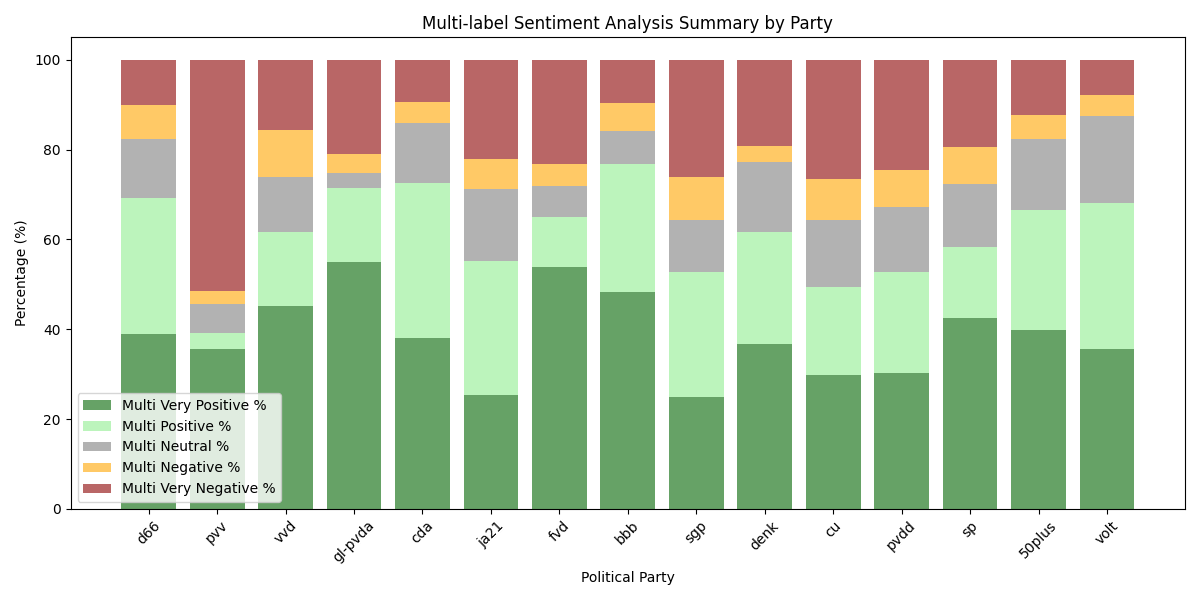 Multi-label Sentiment Analysis Summary by Party
Percentage (%)
100
80
60
40
20
0
Multi Very Positive %
Multi Positive %
Multi Neutral %
Multi Negative %
Multi Very Negative %
d66
pvv
vvd
gl-pvda
cda
ja21
fvd
bbb
sgp
denk
cu
pvdd
sp
50plus
volt
Political Party